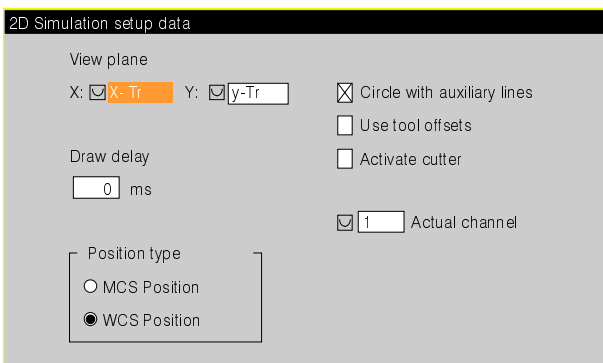 2D Simulation setup data
View plane
X: X-Tr Y: y-Tr
Circle with auxiliary lines
Use tool offsets
Draw delay
Activate cutter
0 ms
1 Actual channel
Position type
MCS Position
WCS Position